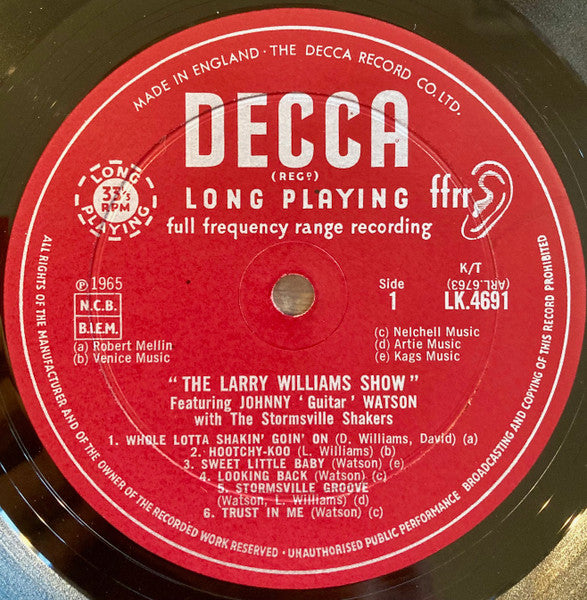 MADE IN ENGLAND · THE DECCA RECORD CO. LTD.
DECCA
(REGD)
LONG PLAYING
LONG
33⅓
RPM
PLAYING
ffrr
full frequency range recording
K/T
℗ 1965
Side
(ARL.6763)
1
LK.4691
N.C.B.
B.I.E.M.
(a) Robert Mellin
(b) Venice Music
(c) Nelchell Music
(d) Artie Music
(e) Kags Music
"THE LARRY WILLIAMS SHOW"
Featuring JOHNNY 'Guitar' WATSON
with The Stormsville Shakers
1. WHOLE LOTTA SHAKIN' GOIN' ON (D. Williams, David) (a)
2. HOOTCHY-KOO (L. Williams) (b)
3. SWEET LITTLE BABY (Watson) (e)
4. LOOKING BACK (Watson) (c)
5. STORMSVILLE GROOVE
(Watson, L. Williams) (d)
6. TRUST IN ME (Watson) (c)
ALL RIGHTS OF THE MANUFACTURER AND OF THE OWNER OF THE RECORDED WORK RESERVED · UNAUTHORISED PUBLIC PERFORMANCE BROADCASTING AND COPYING OF THIS RECORD PROHIBITED